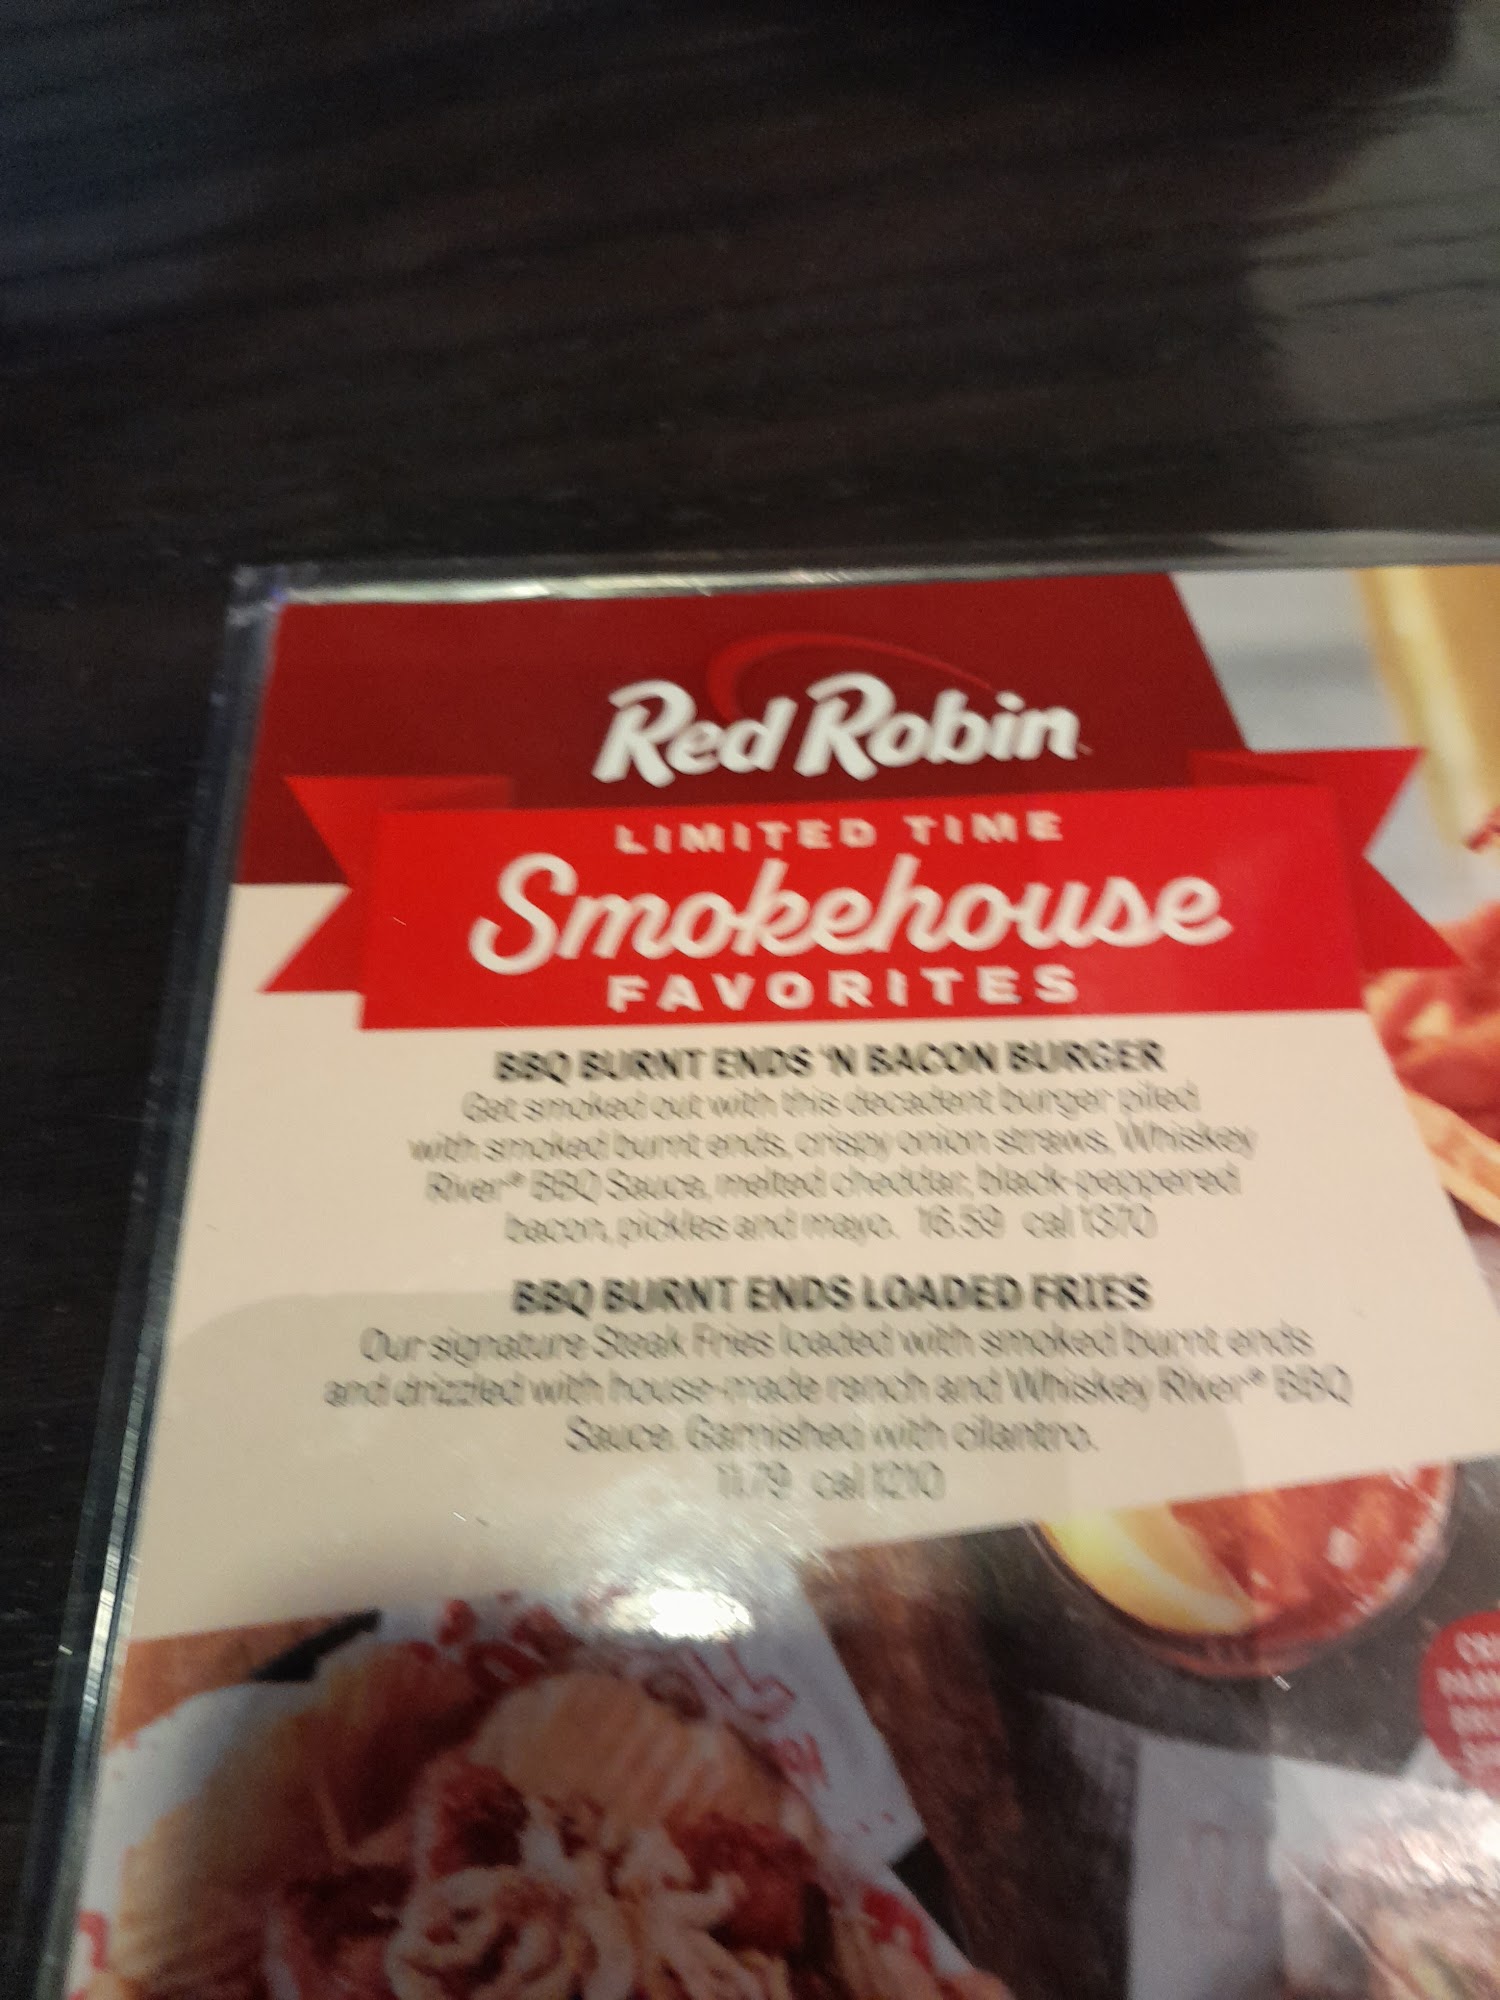 Red Robin
LIMITED TIME
Smokehouse
FAVORITES
BBQ BURNT ENDS 'N BACON BURGER
Get smoked out with this decadent burger piled
with smoked burnt ends, crispy onion straws, Whiskey
River® BBQ Sauce, melted cheddar, black-peppered
bacon, pickles and mayo. 16.59 cal 1370
BBQ BURNT ENDS LOADED FRIES
Our signature Steak Fries loaded with smoked burnt ends
and drizzled with house-made ranch and Whiskey River® BBQ
Sauce. Garnished with cilantro.
11.79 cal 1210